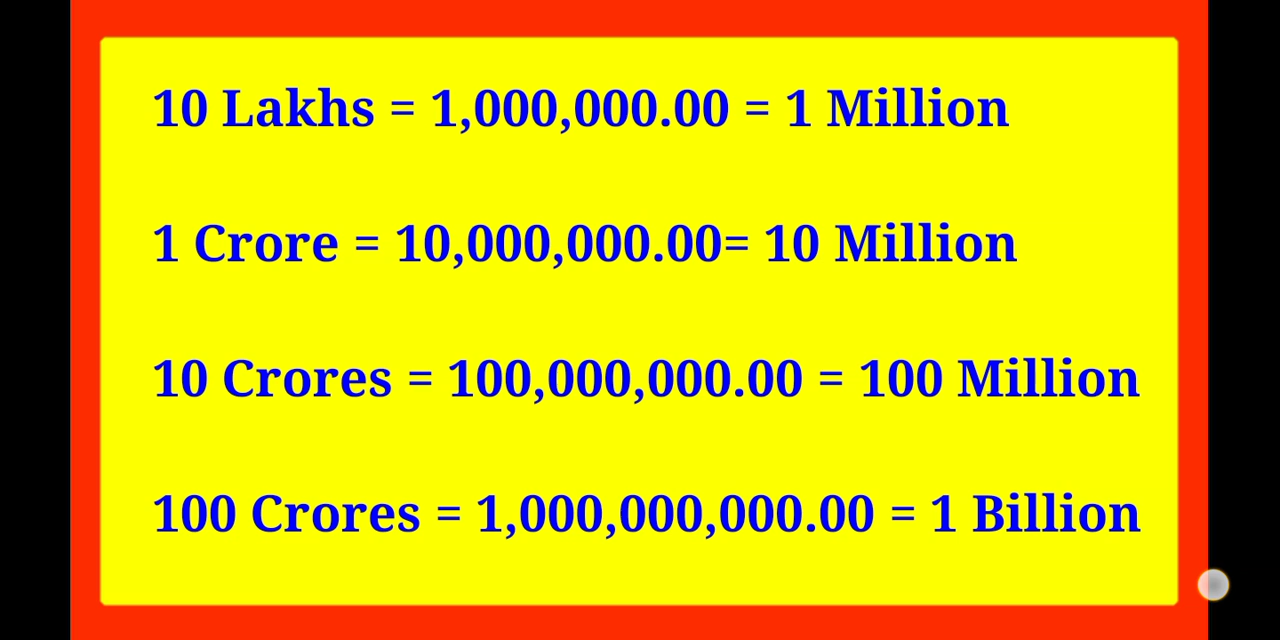 10 Lakhs = 1,000,000.00 = 1 Million
1 Crore = 10,000,000.00= 10 Million
10 Crores = 100,000,000.00 = 100 Million
100 Crores = 1,000,000,000.00 = 1 Billion